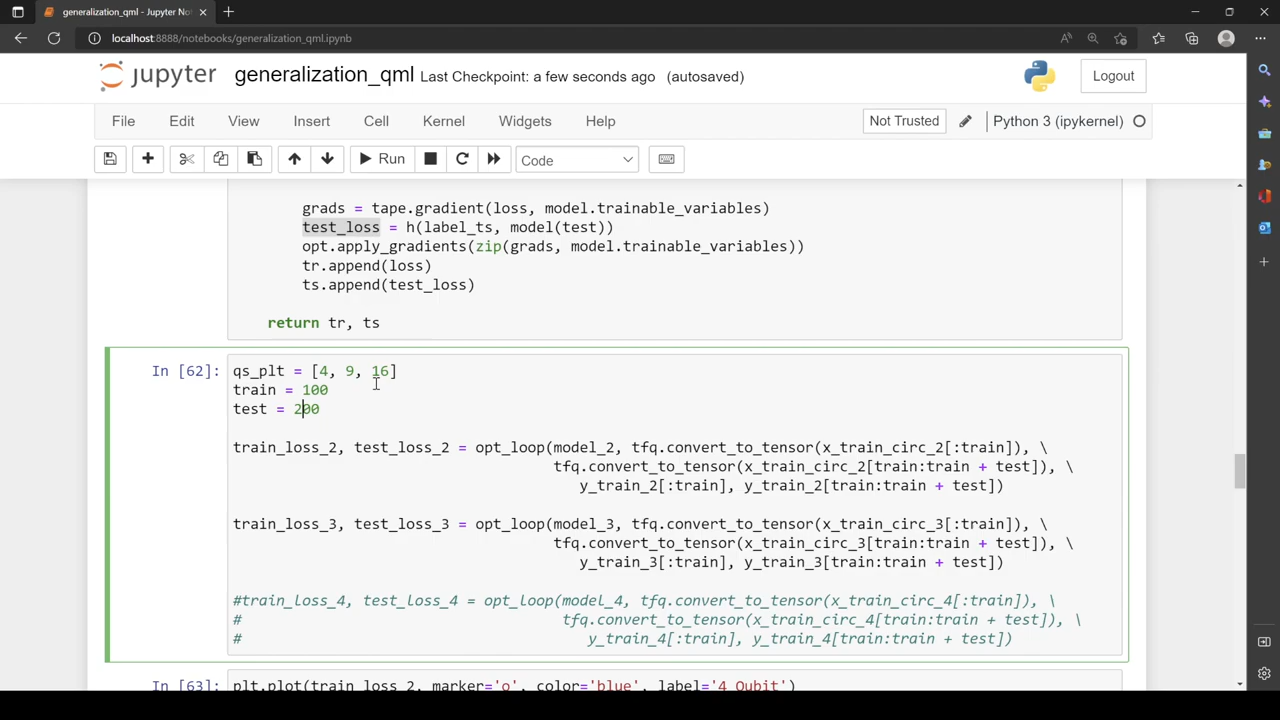 generalization_qml - Jupyter No
localhost:8888/notebooks/generalization_qml.ipynb
jupyter generalization_qml Last Checkpoint: a few seconds ago (autosaved)
Logout
File Edit View Insert Cell Kernel Widgets Help Not Trusted Python 3 (ipykernel)
Run Code
grads = tape.gradient(loss, model.trainable_variables)
test_loss = h(label_ts, model(test))
opt.apply_gradients(zip(grads, model.trainable_variables))
tr.append(loss)
ts.append(test_loss)
return tr, ts
In [62]: qs_plt = [4, 9, 16]
train = 100
test = 200
train_loss_2, test_loss_2 = opt_loop(model_2, tfq.convert_to_tensor(x_train_circ_2[:train]), \
tfq.convert_to_tensor(x_train_circ_2[train:train + test]), \
y_train_2[:train], y_train_2[train:train + test])
train_loss_3, test_loss_3 = opt_loop(model_3, tfq.convert_to_tensor(x_train_circ_3[:train]), \
tfq.convert_to_tensor(x_train_circ_3[train:train + test]), \
y_train_3[:train], y_train_3[train:train + test])
#train_loss_4, test_loss_4 = opt_loop(model_4, tfq.convert_to_tensor(x_train_circ_4[:train]), \
# tfq.convert_to_tensor(x_train_circ_4[train:train + test]), \
# y_train_4[:train], y_train_4[train:train + test])
In [63]: plt.plot(train_loss_2, marker='o', color='blue', label='4 Qubit')